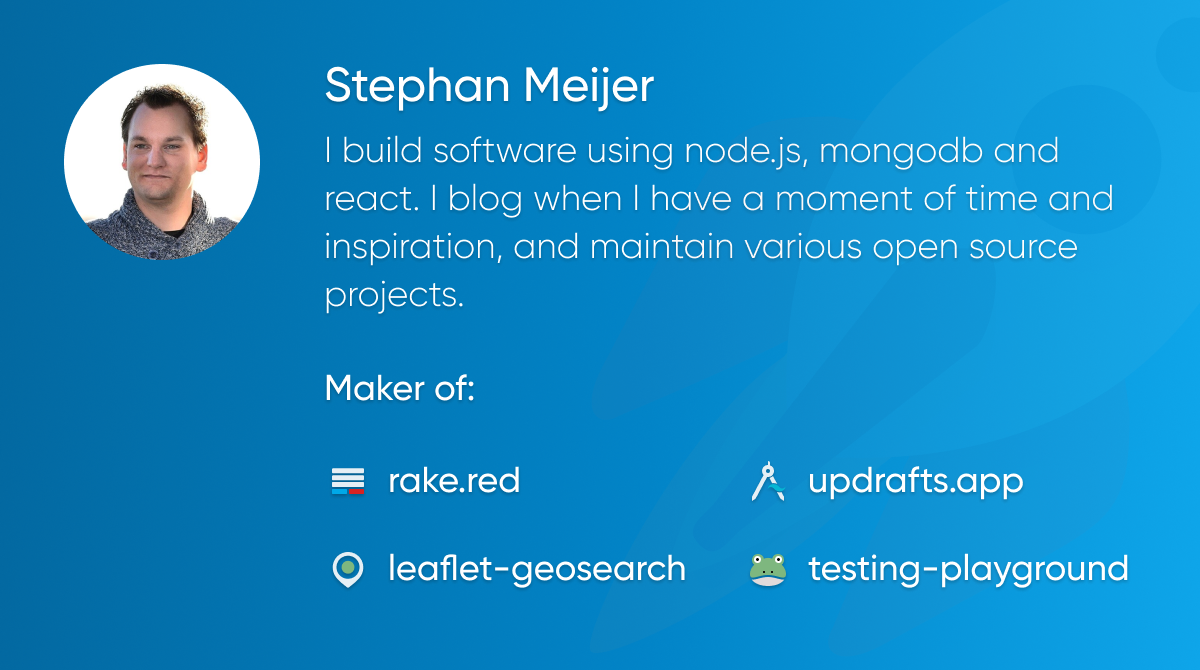 Stephan Meijer
I build software using node.js, mongodb and
react. I blog when I have a moment of time and
inspiration, and maintain various open source
projects.
Maker of:
rake.red
updrafts.app
leaflet-geosearch
testing-playground